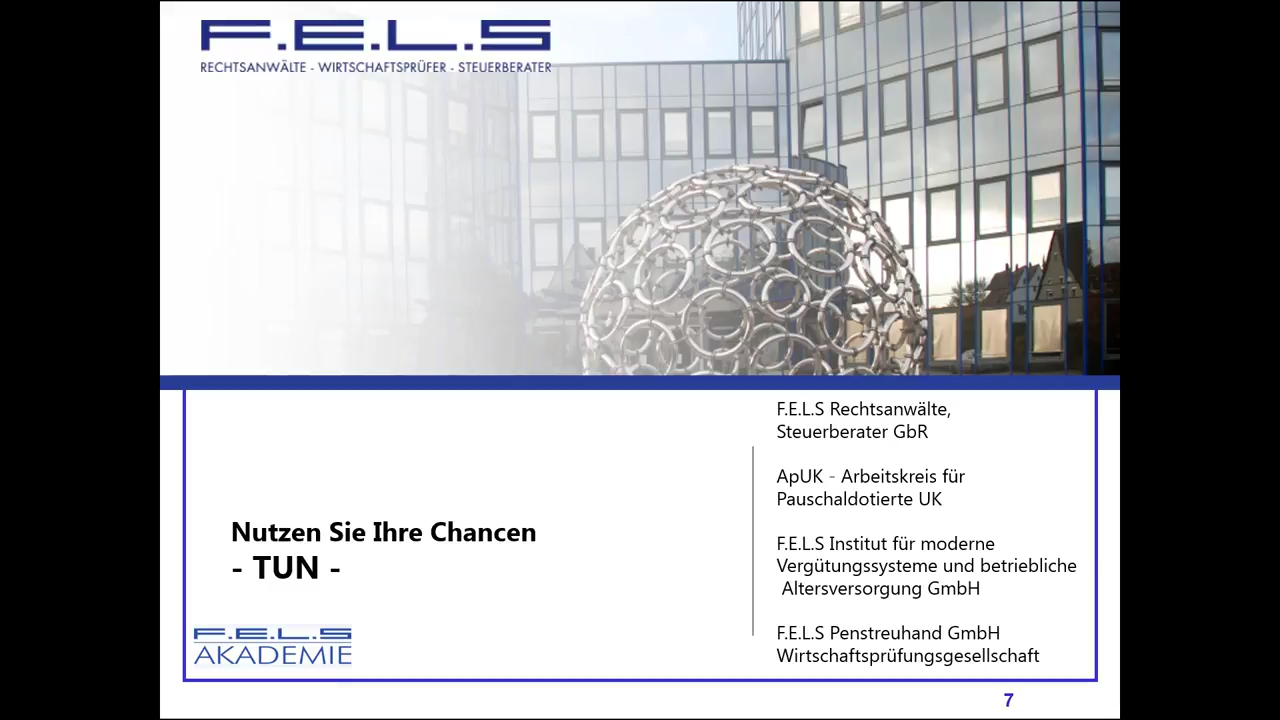 F.E.L.S
RECHTSANWÄLTE - WIRTSCHAFTSPRÜFER - STEUERBERATER
Nutzen Sie Ihre Chancen
- TUN -
F.E.L.S
AKADEMIE
F.E.L.S Rechtsanwälte,
Steuerberater GbR
ApUK - Arbeitskreis für
Pauschaldotierte UK
F.E.L.S Institut für moderne
Vergütungssysteme und betriebliche
Altersversorgung GmbH
F.E.L.S Penstreuhand GmbH
Wirtschaftsprüfungsgesellschaft
7